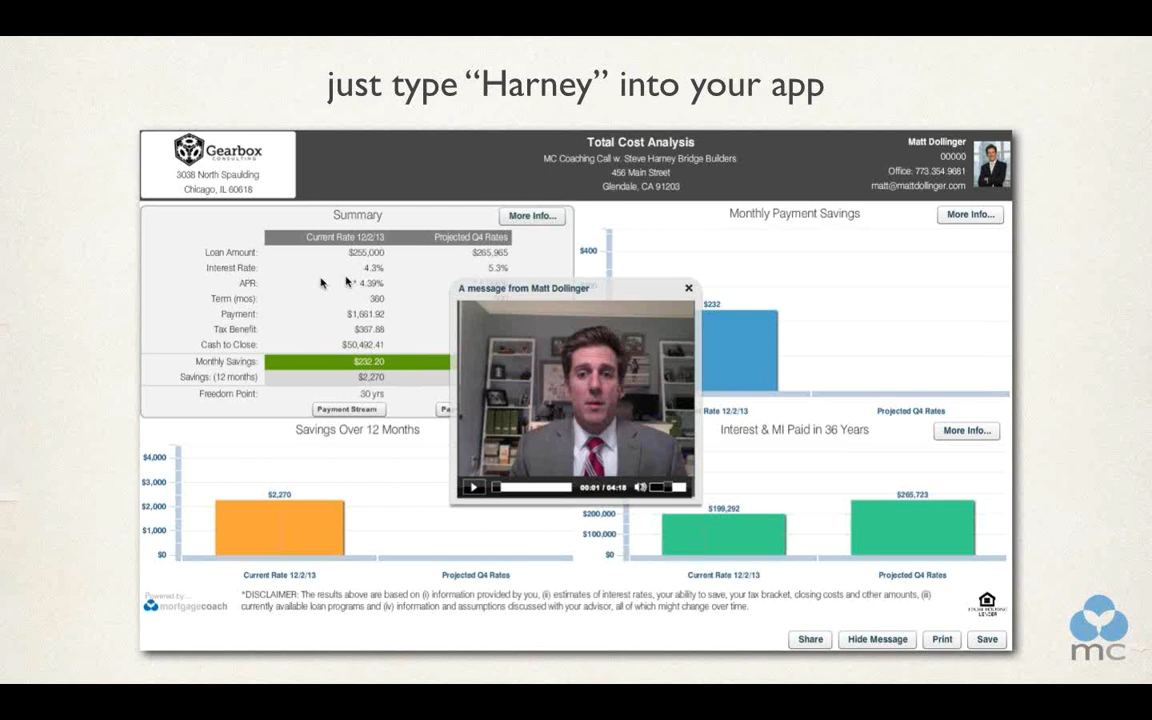 just type “Harney” into your app
Gearbox
CONSULTING
3038 North Spaulding
Chicago, IL 60618
Total Cost Analysis
MC Coaching Call w. Steve Harney Bridge Builders
456 Main Street
Glendale, CA 91203
Matt Dollinger
00000
Office: 773.354.9681
matt@mattdollinger.com
Summary
More Info...
Current Rate 12/2/13 Projected Q4 Rates
Loan Amount: $255,000 $265,965
Interest Rate: 4.3% 5.3%
APR: * 4.39%
Term (mos): 360
Payment: $1,661.92
Tax Benefit: $367.88
Cash to Close: $50,492.41
Monthly Savings: $232.20
Savings: (12 months) $2,270
Freedom Point: 30 yrs
Payment Stream
Monthly Payment Savings
More Info...
$400
$232
Rate 12/2/13 Projected Q4 Rates
A message from Matt Dollinger
00:01 / 04:18
Savings Over 12 Months
$4,000
$3,000
$2,000
$1,000
$0
$2,270
Current Rate 12/2/13 Projected Q4 Rates
Interest & MI Paid in 36 Years
More Info...
$200,000
$100,000
$0
$199,292
$265,723
Current Rate 12/2/13 Projected Q4 Rates
Powered by...
mortgagecoach
*DISCLAIMER: The results above are based on (i) information provided by you, (ii) estimates of interest rates, your ability to save, your tax bracket, closing costs and other amounts, (iii)
currently available loan programs and (iv) information and assumptions discussed with your advisor, all of which might change over time.
Share
Hide Message
Print
Save
mc